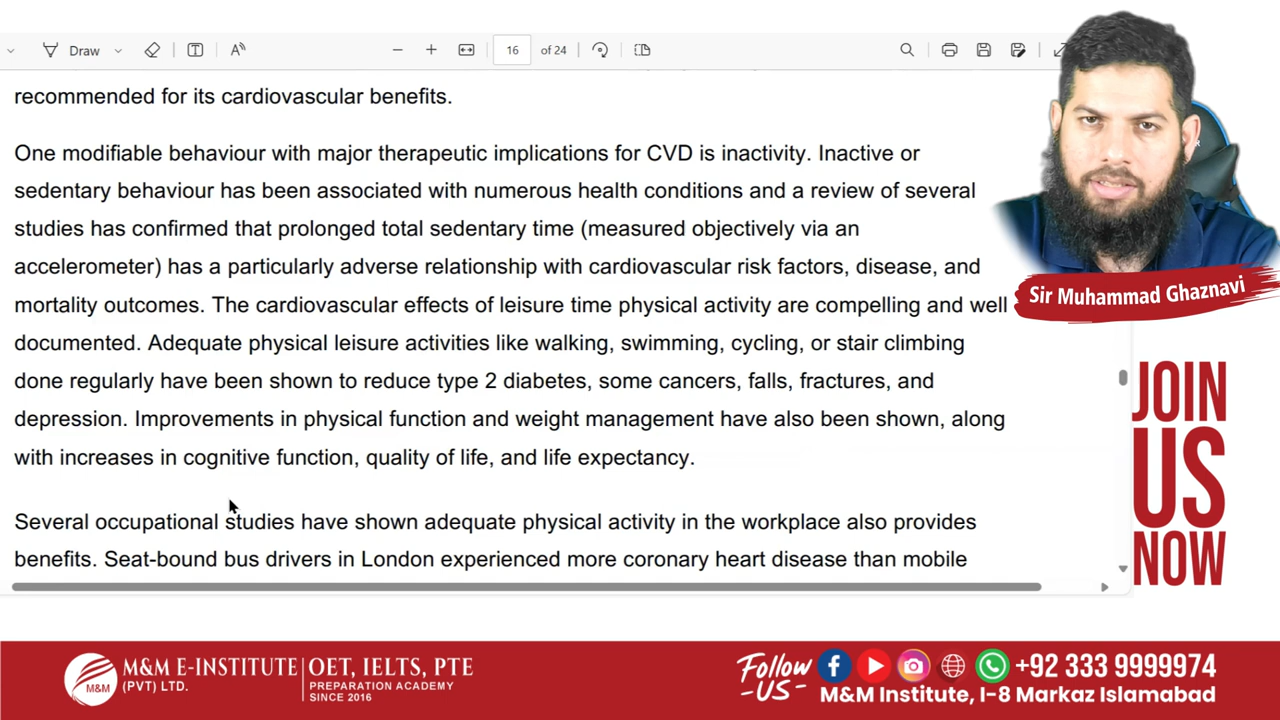 Draw
16 of 24
recommended for its cardiovascular benefits.
One modifiable behaviour with major therapeutic implications for CVD is inactivity. Inactive or
sedentary behaviour has been associated with numerous health conditions and a review of several
studies has confirmed that prolonged total sedentary time (measured objectively via an
accelerometer) has a particularly adverse relationship with cardiovascular risk factors, disease, and
mortality outcomes. The cardiovascular effects of leisure time physical activity are compelling and well
documented. Adequate physical leisure activities like walking, swimming, cycling, or stair climbing
done regularly have been shown to reduce type 2 diabetes, some cancers, falls, fractures, and
depression. Improvements in physical function and weight management have also been shown, along
with increases in cognitive function, quality of life, and life expectancy.
Several occupational studies have shown adequate physical activity in the workplace also provides
benefits. Seat-bound bus drivers in London experienced more coronary heart disease than mobile
Sir Muhammad Ghaznavi
JOIN
US
NOW
M&M
M&M E-INSTITUTE
(PVT) LTD.
OET, IELTS, PTE
PREPARATION ACADEMY
SINCE 2016
Follow
-US-
+92 333 9999974
M&M Institute, I-8 Markaz Islamabad